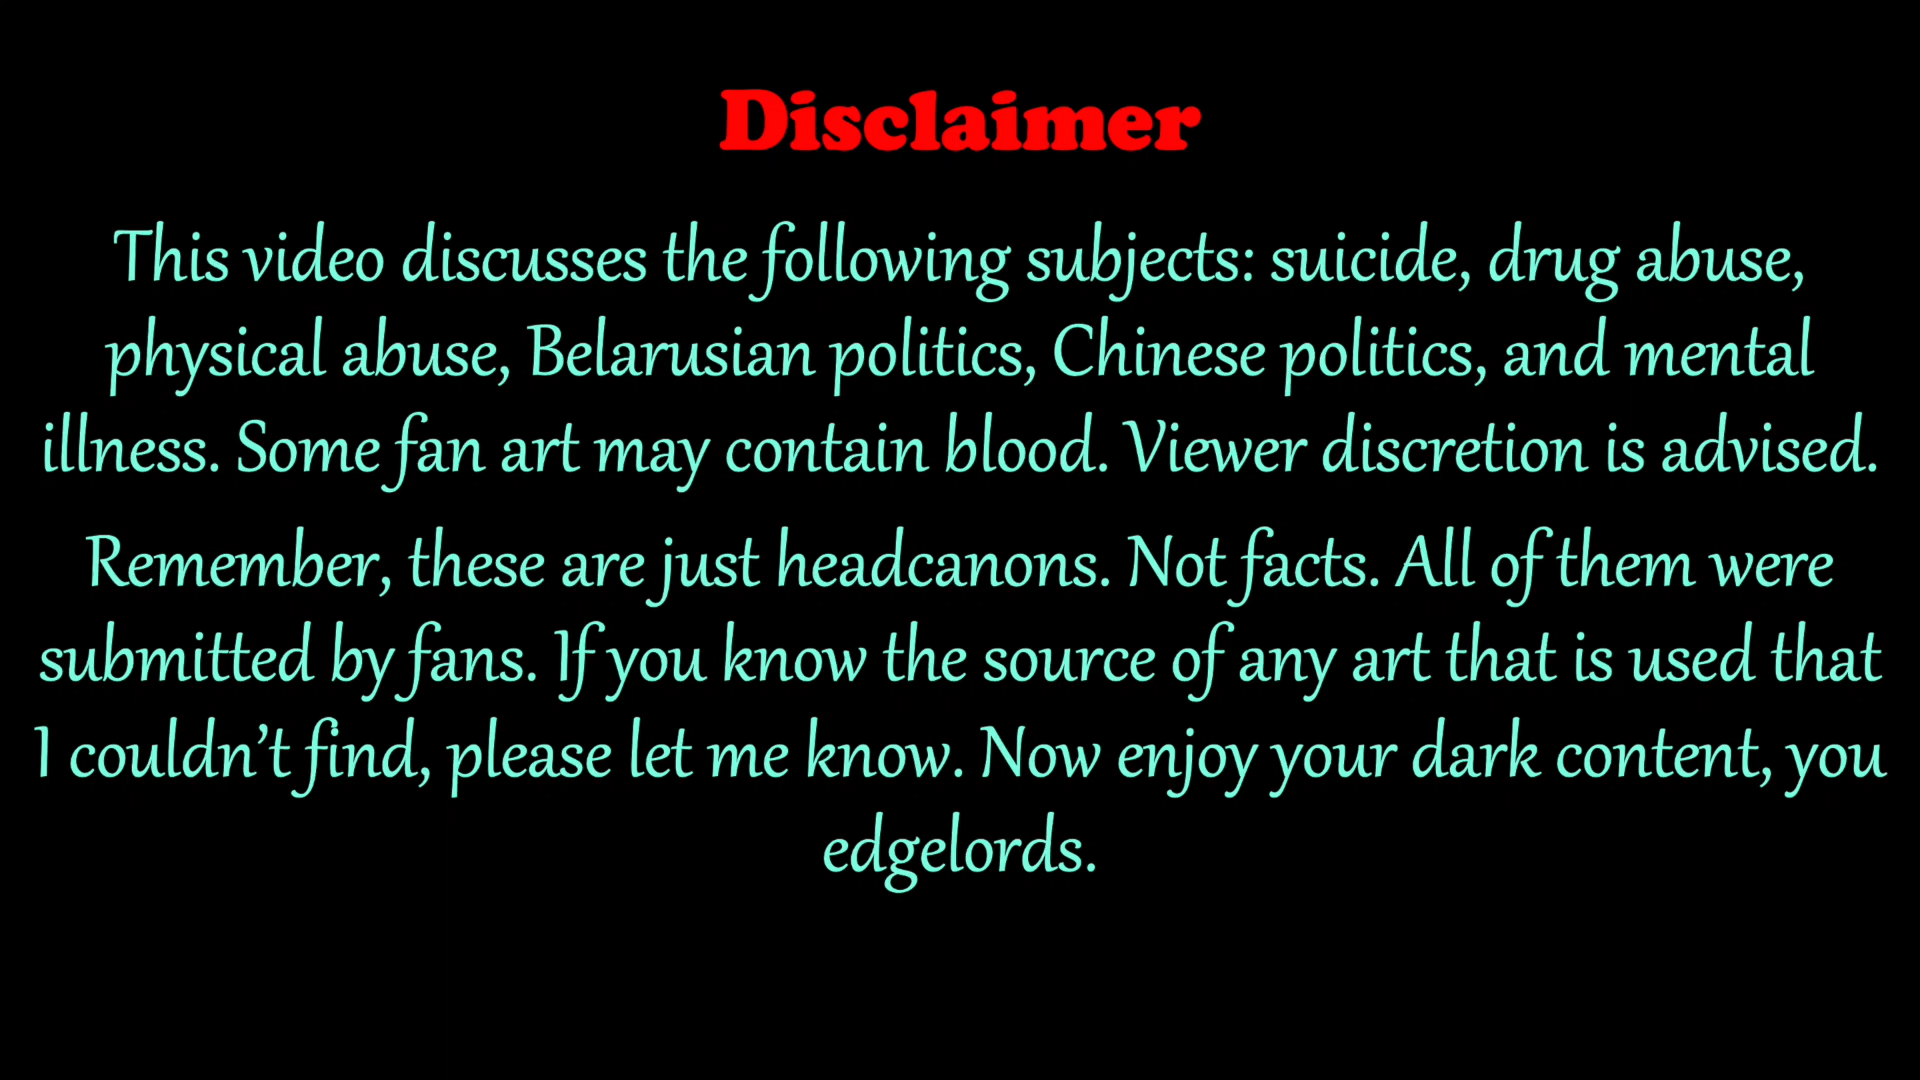 Disclaimer
This video discusses the following subjects: suicide, drug abuse,
physical abuse, Belarusian politics, Chinese politics, and mental
illness. Some fan art may contain blood. Viewer discretion is advised.
Remember, these are just headcanons. Not facts. All of them were
submitted by fans. If you know the source of any art that is used that
I couldn’t find, please let me know. Now enjoy your dark content, you
edgelords.